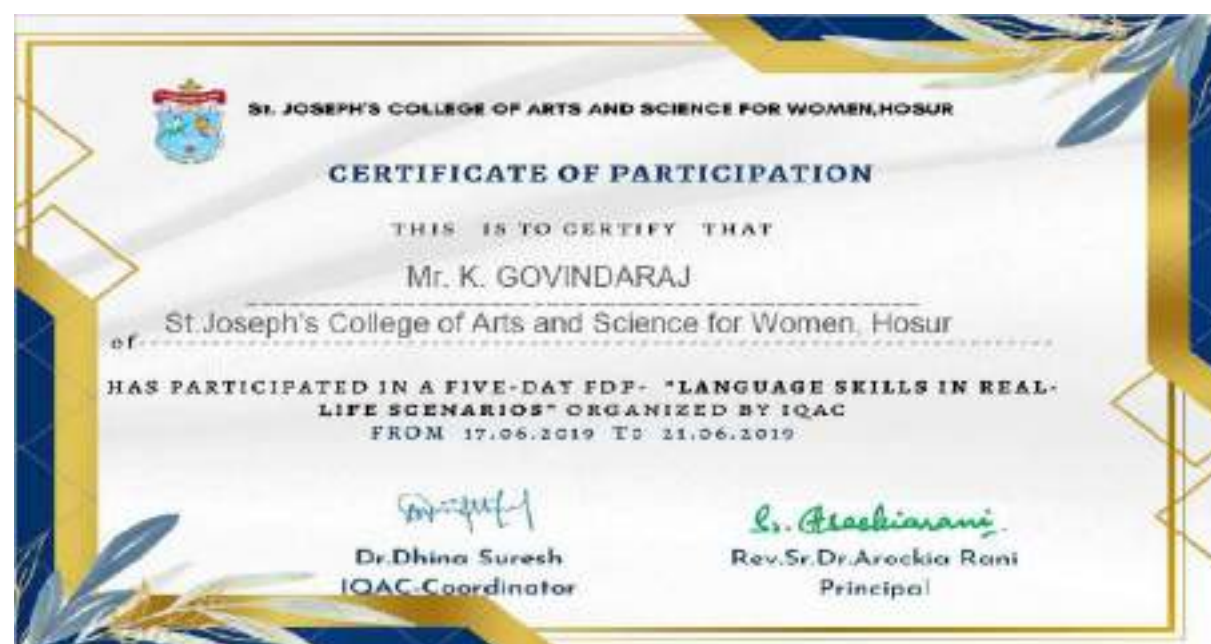 St. JOSEPH'S COLLEGE OF ARTS AND SCIENCE FOR WOMEN,HOSUR
CERTIFICATE OF PARTICIPATION
THIS IS TO CERTIFY THAT
Mr. K. GOVINDARAJ
of St.Joseph's College of Arts and Science for Women, Hosur
HAS PARTICIPATED IN A FIVE-DAY FDP- "LANGUAGE SKILLS IN REAL-
LIFE SCENARIOS" ORGANIZED BY IQAC
FROM 17.06.2019 To 21.06.2019
Dr.Dhina Suresh
IQAC-Coordinator
Sr. Arockiarani
Rev.Sr.Dr.Arockia Rani
Principal